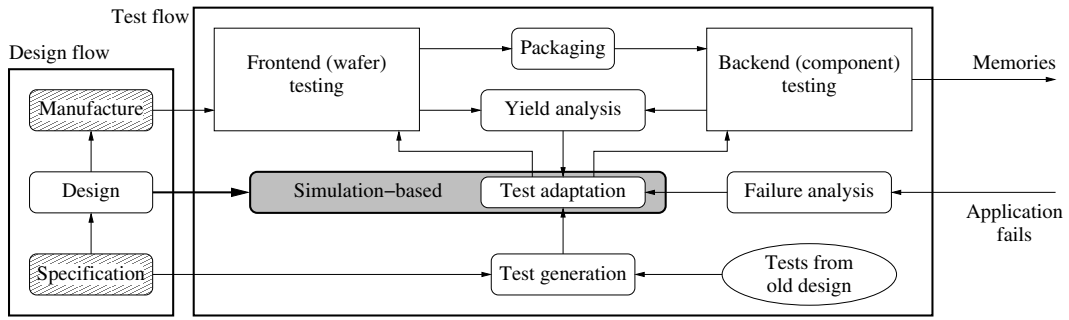 Test flow
Design flow
Frontend (wafer)
testing
Packaging
Backend (component)
testing
Memories
Manufacture
Yield analysis
Design
Simulation−based
Test adaptation
Failure analysis
Application
fails
Specification
Test generation
Tests from
old design